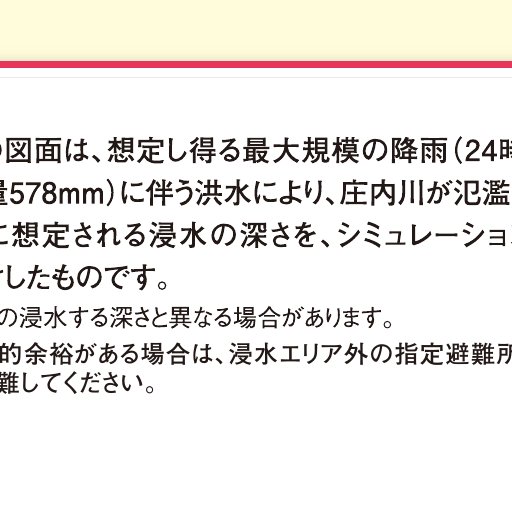 図面は、想定し得る最大規模の降雨（24時
量578mm）に伴う洪水により、庄内川が氾濫
に想定される浸水の深さを、シミュレーショ
したものです。
の浸水する深さと異なる場合があります。
的余裕がある場合は、浸水エリア外の指定避難所
難してください。